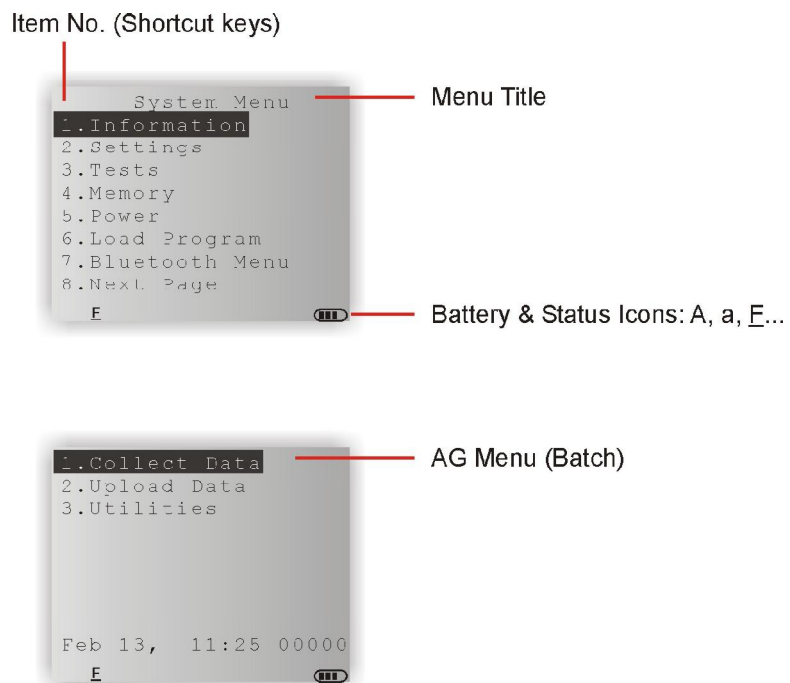 Item No. (Shortcut keys)
System Menu
Menu Title
1.Information
2.Settings
3.Tests
4.Memory
5.Power
6.Load Program
7.Bluetooth Menu
8.Next Page
F
Battery & Status Icons: A, a, F...
1.Collect Data
AG Menu (Batch)
2.Upload Data
3.Utilities
Feb 13, 11:25 00000
F